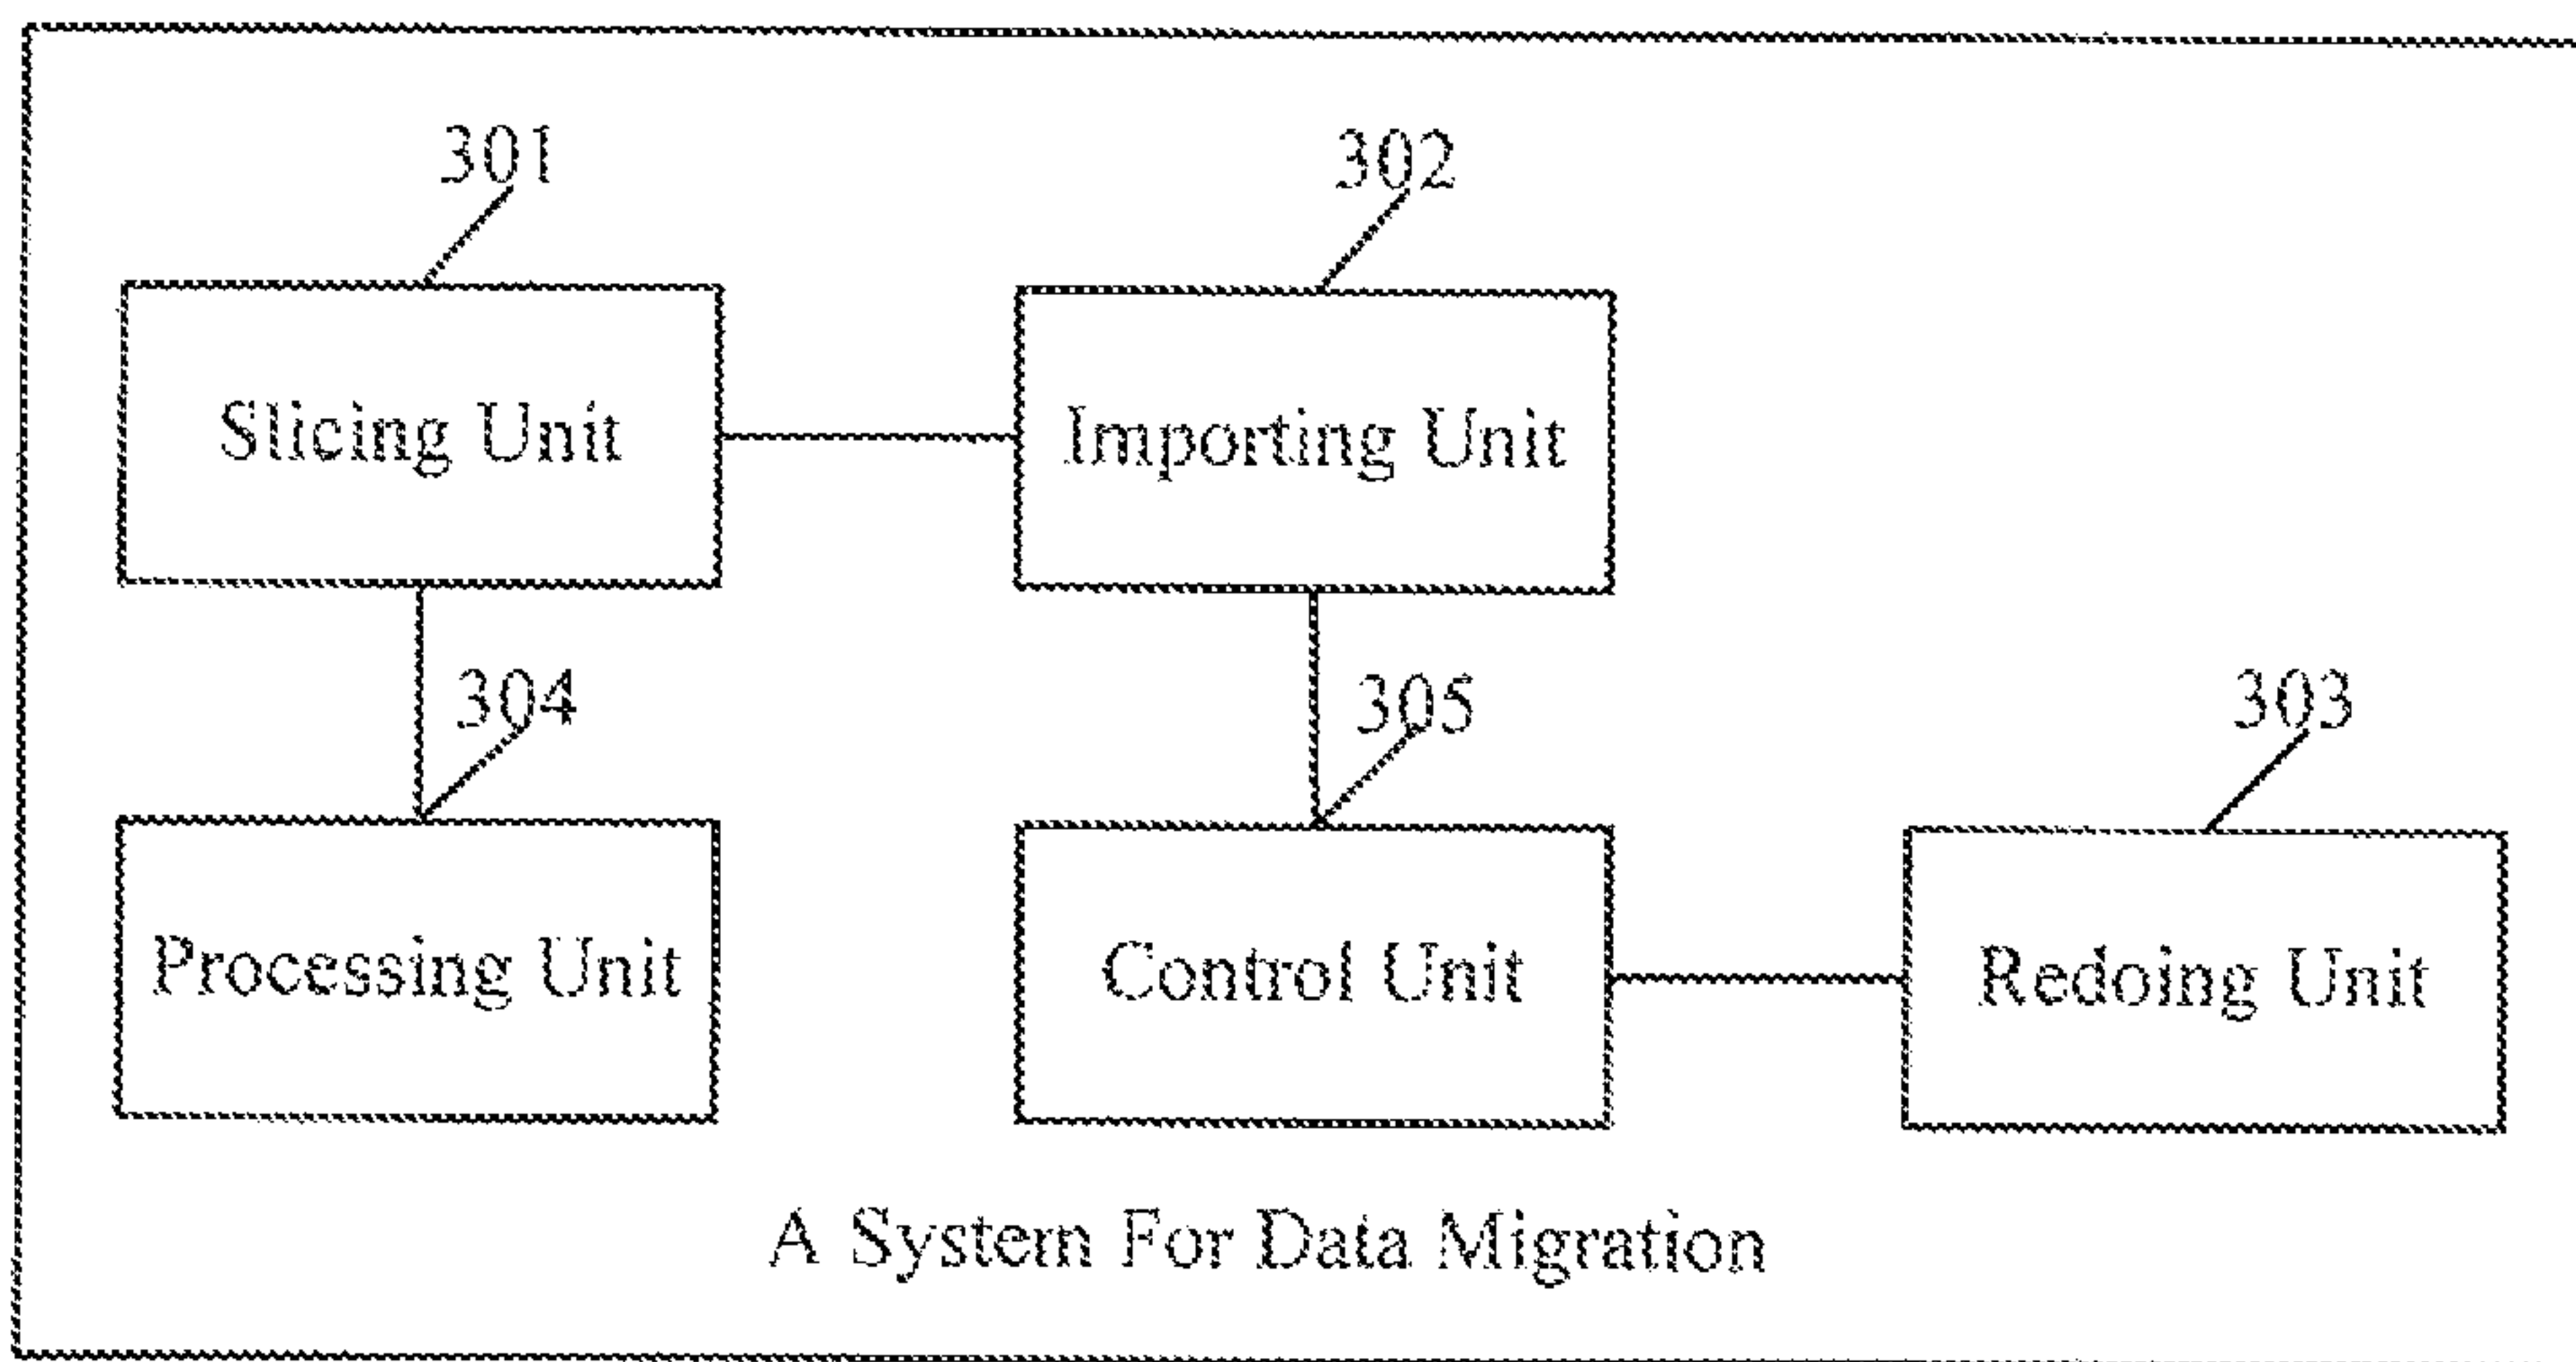 301
302
Slicing Unit
Importing Unit
304
305
303
Processing Unit
Control Unit
Redoing Unit
A System For Data Migration